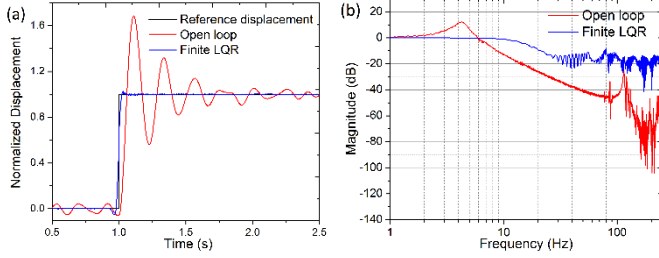 (a)
Reference displacement
Open loop
Finite LQR
Normalized Displacement
1.6
1.2
0.8
0.4
0.0
0.5
1.0
1.5
2.0
2.5
Time (s)
(b)
Open loop
Finite LQR
Magnitude (dB)
20
0
-20
-40
-60
-80
-100
-120
-140
1
10
100
Frequency (Hz)